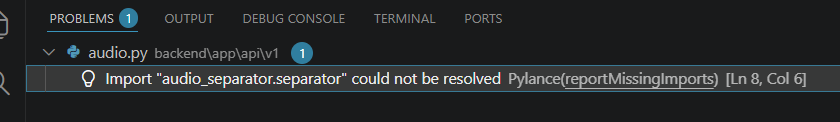 PROBLEMS 1 OUTPUT DEBUG CONSOLE TERMINAL PORTS
audio.py backend\app\api\v1 1
Import "audio_separator.separator" could not be resolved Pylance(reportMissingImports) [Ln 8, Col 6]